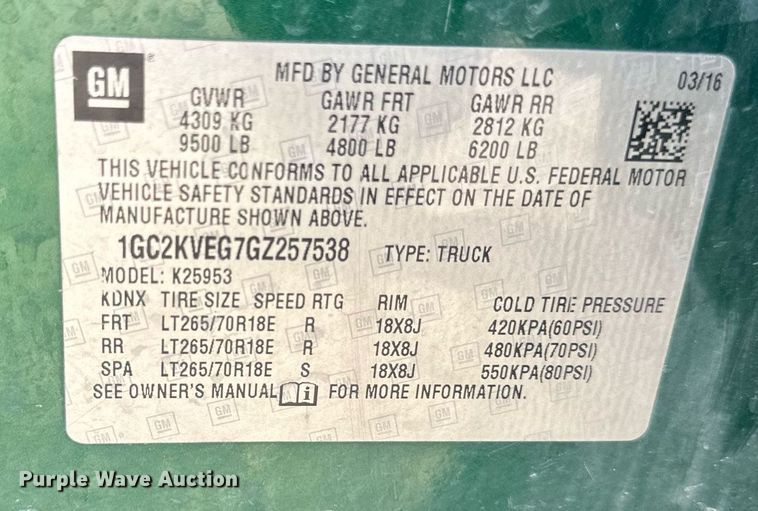 GM
MFD BY GENERAL MOTORS LLC 03/16
GVWR GAWR FRT GAWR RR
4309 KG 2177 KG 2812 KG
9500 LB 4800 LB 6200 LB
THIS VEHICLE CONFORMS TO ALL APPLICABLE U.S. FEDERAL MOTOR
VEHICLE SAFETY STANDARDS IN EFFECT ON THE DATE OF
MANUFACTURE SHOWN ABOVE.
1GC2KVEG7GZ257538 TYPE: TRUCK
MODEL: K25953
KDNX TIRE SIZE SPEED RTG RIM COLD TIRE PRESSURE
FRT LT265/70R18E R 18X8J 420KPA(60PSI)
RR LT265/70R18E R 18X8J 480KPA(70PSI)
SPA LT265/70R18E S 18X8J 550KPA(80PSI)
SEE OWNER'S MANUAL FOR MORE INFORMATION.
Purple Wave Auction